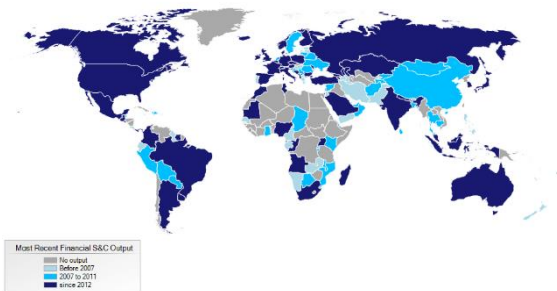 Most Recent Financial S&C Output
No output
Before 2007
2007 to 2011
since 2012